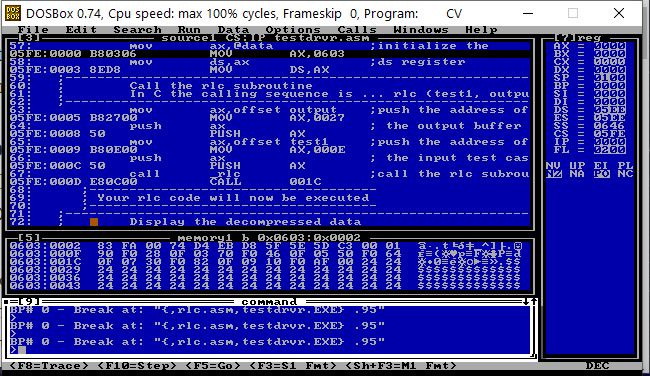 DOSBox 0.74, Cpu speed: max 100% cycles, Frameskip 0, Program: CV
File Edit Search Run Data Options Calls Windows Help
[3] source1 CS:IP testdrvr.asm
[7]reg
57: mov ax,@data ;initialize the
05FE:0000 B80306 MOV AX,0603
58: mov ds,ax ;ds register
05FE:0003 8ED8 MOV DS,AX
59: ;----------------------------------------
60: ; Call the rlc subroutine
61: ; In C the calling sequence is ... rlc (test1, outpu
62: ;----------------------------------------
63: mov ax,offset output ;push the address of
05FE:0005 B82700 MOV AX,0027
64: push ax ; the output buffer
05FE:0008 50 PUSH AX
65: mov ax,offset test1 ;push the address of
05FE:0009 B80E00 MOV AX,000E
66: push ax ; the input test cas
05FE:000C 50 PUSH AX
67: call rlc ;call the rlc subrou
05FE:000D E80C00 CALL 001C
68: ;----------------------------------------
69: ; Your rlc code will now be executed
70: ;----------------------------------------
71: ;----------------------------------------
72: ; Display the decompressed data
AX = 0000
BX = 0000
CX = 0000
DX = 0000
SP = 0100
BP = 0000
SI = 0000
DI = 0000
DS = 05EE
ES = 05EE
SS = 0646
CS = 05FE
IP = 0000
FL = 0200
NV UP EI PL
NZ NA PO NC
[5] memory1 b 0x0603:0x0002
0603:0002 83 FA 00 74 D4 EB D8 5F 5E 5D C3 00 01
0603:000F 90 F0 28 0F 03 70 F0 46 0F 05 50 F0 64
0603:001C 0F 07 30 F0 82 0F 09 10 F0 AF 00 24 24
0603:0029 24 24 24 24 24 24 24 24 24 24 24 24 24 $$$$$$$$$$$$$
0603:0036 24 24 24 24 24 24 24 24 24 24 24 24 24 $$$$$$$$$$$$$
0603:0043 24 24 24 24 24 24 24 24 24 24 24 24 24 $$$$$$$$$$$$$
[9] command
BP# 0 - Break at: "{,rlc.asm,testdrvr.EXE} .95"
>
BP# 0 - Break at: "{,rlc.asm,testdrvr.EXE} .95"
>
BP# 0 - Break at: "{,rlc.asm,testdrvr.EXE} .95"
>
<F8=Trace> <F10=Step> <F5=Go> <F3=S1 Fmt> <Sh+F3=M1 Fmt> DEC